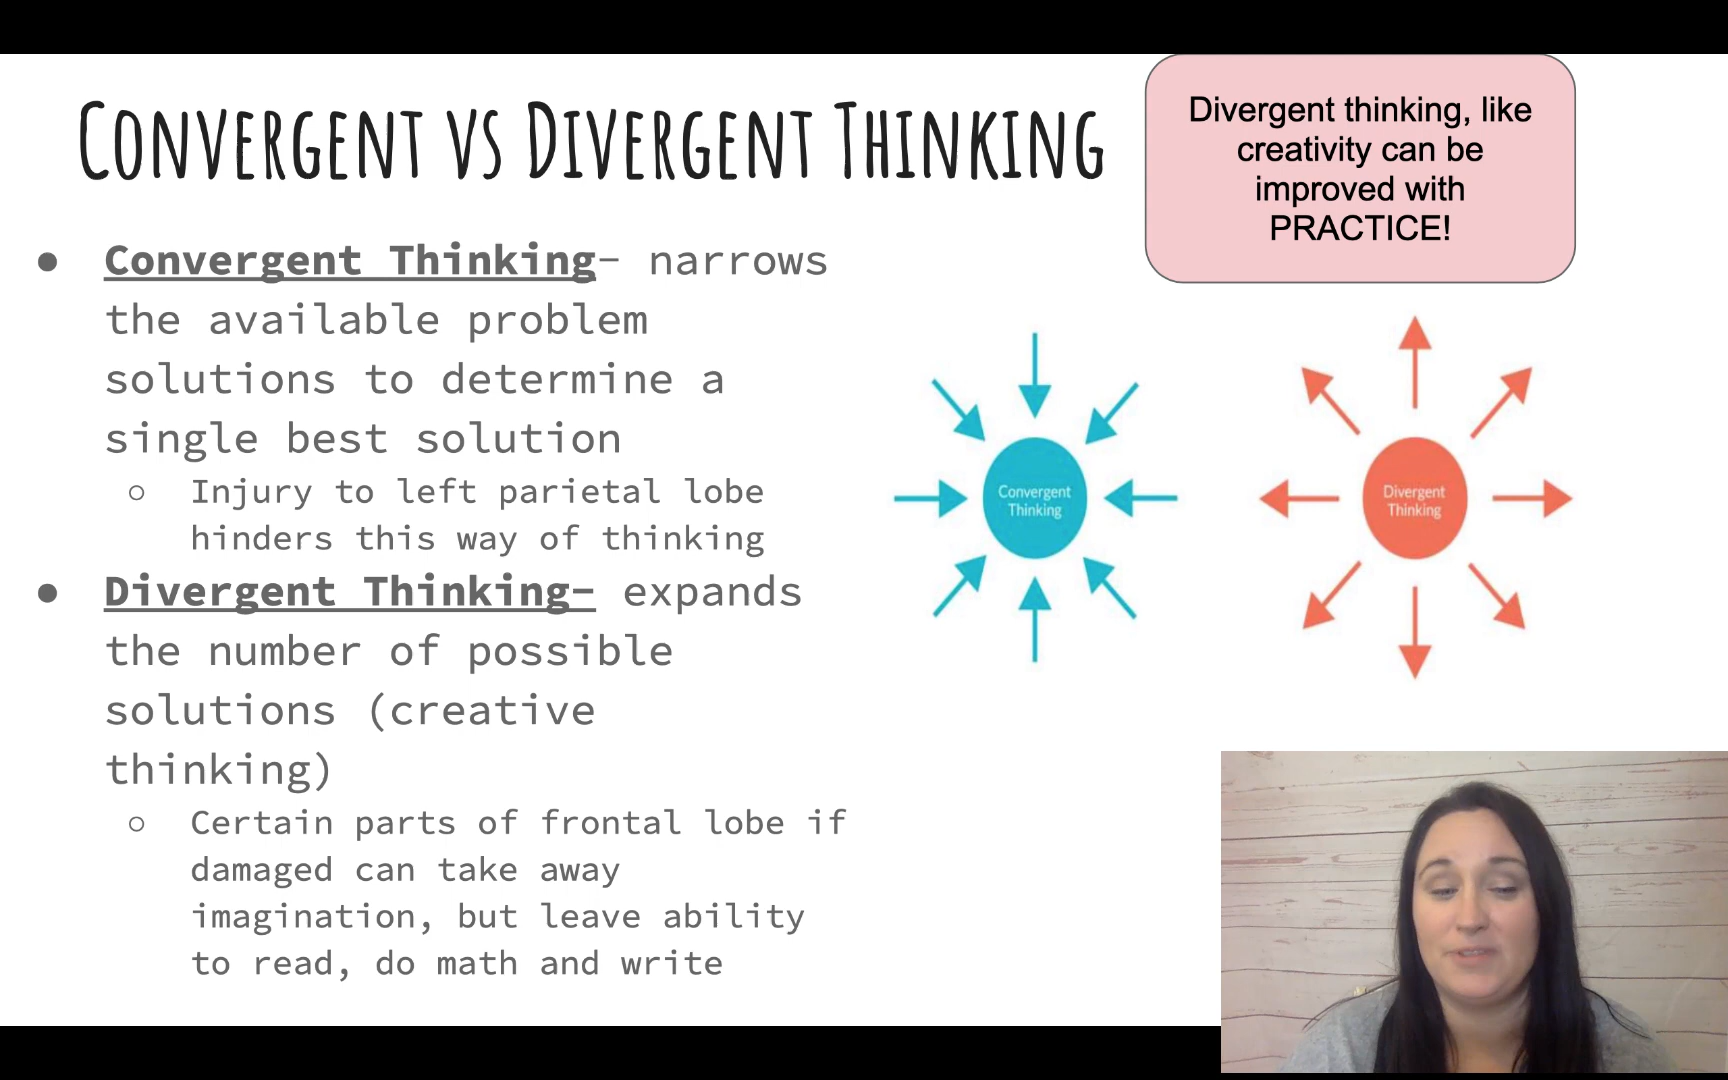 CONVERGENT VS DIVERGENT THINKING
Divergent thinking, like
creativity can be
improved with
PRACTICE!
● Convergent Thinking- narrows
the available problem
solutions to determine a
single best solution
○ Injury to left parietal lobe
hinders this way of thinking
● Divergent Thinking- expands
the number of possible
solutions (creative
thinking)
○ Certain parts of frontal lobe if
damaged can take away
imagination, but leave ability
to read, do math and write
Convergent
Thinking
Divergent
Thinking